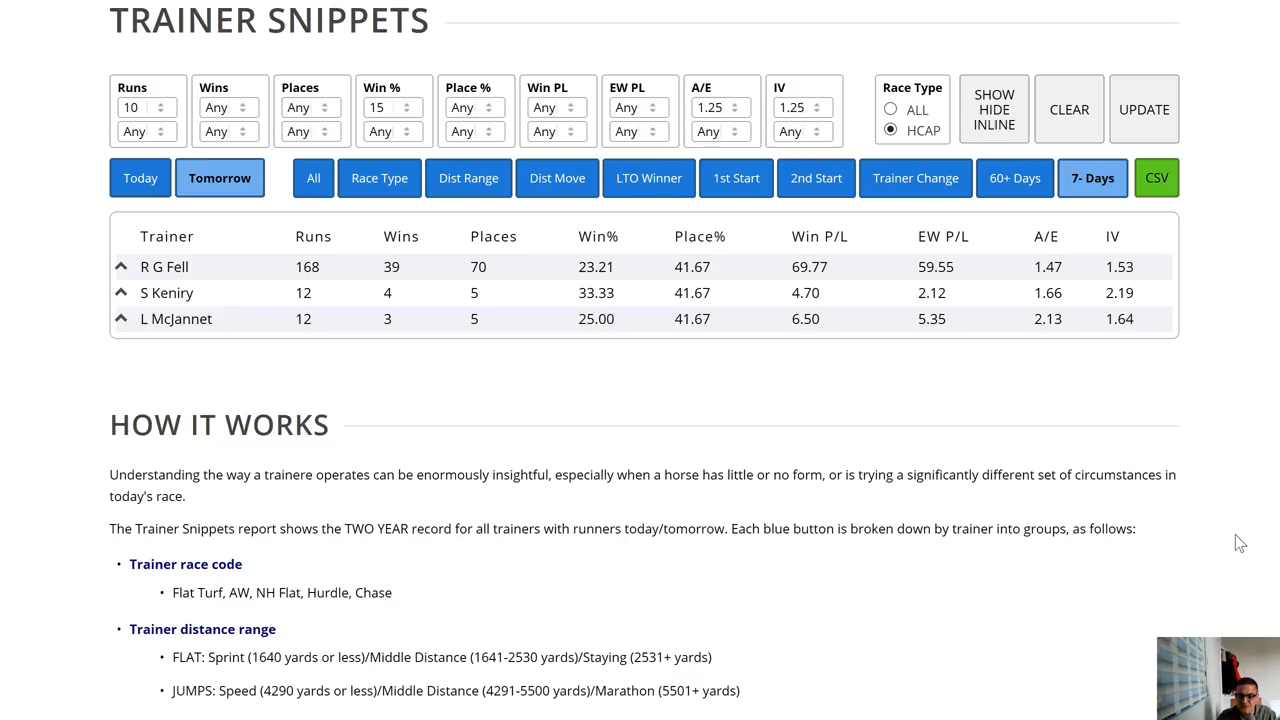 TRAINER SNIPPETS
Runs Wins Places Win % Place % Win PL EW PL A/E IV Race Type
10 Any Any 15 Any Any Any 1.25 1.25 ALL SHOW HIDE INLINE CLEAR UPDATE
Any Any Any Any Any Any Any Any Any HCAP
Today Tomorrow All Race Type Dist Range Dist Move LTO Winner 1st Start 2nd Start Trainer Change 60+ Days 7- Days CSV
Trainer Runs Wins Places Win% Place% Win P/L EW P/L A/E IV
R G Fell 168 39 70 23.21 41.67 69.77 59.55 1.47 1.53
S Keniry 12 4 5 33.33 41.67 4.70 2.12 1.66 2.19
L McJannet 12 3 5 25.00 41.67 6.50 5.35 2.13 1.64
HOW IT WORKS
Understanding the way a trainere operates can be enormously insightful, especially when a horse has little or no form, or is trying a significantly different set of circumstances in
today's race.
The Trainer Snippets report shows the TWO YEAR record for all trainers with runners today/tomorrow. Each blue button is broken down by trainer into groups, as follows:
• Trainer race code
• Flat Turf, AW, NH Flat, Hurdle, Chase
• Trainer distance range
• FLAT: Sprint (1640 yards or less)/Middle Distance (1641-2530 yards)/Staying (2531+ yards)
• JUMPS: Speed (4290 yards or less)/Middle Distance (4291-5500 yards)/Marathon (5501+ yards)